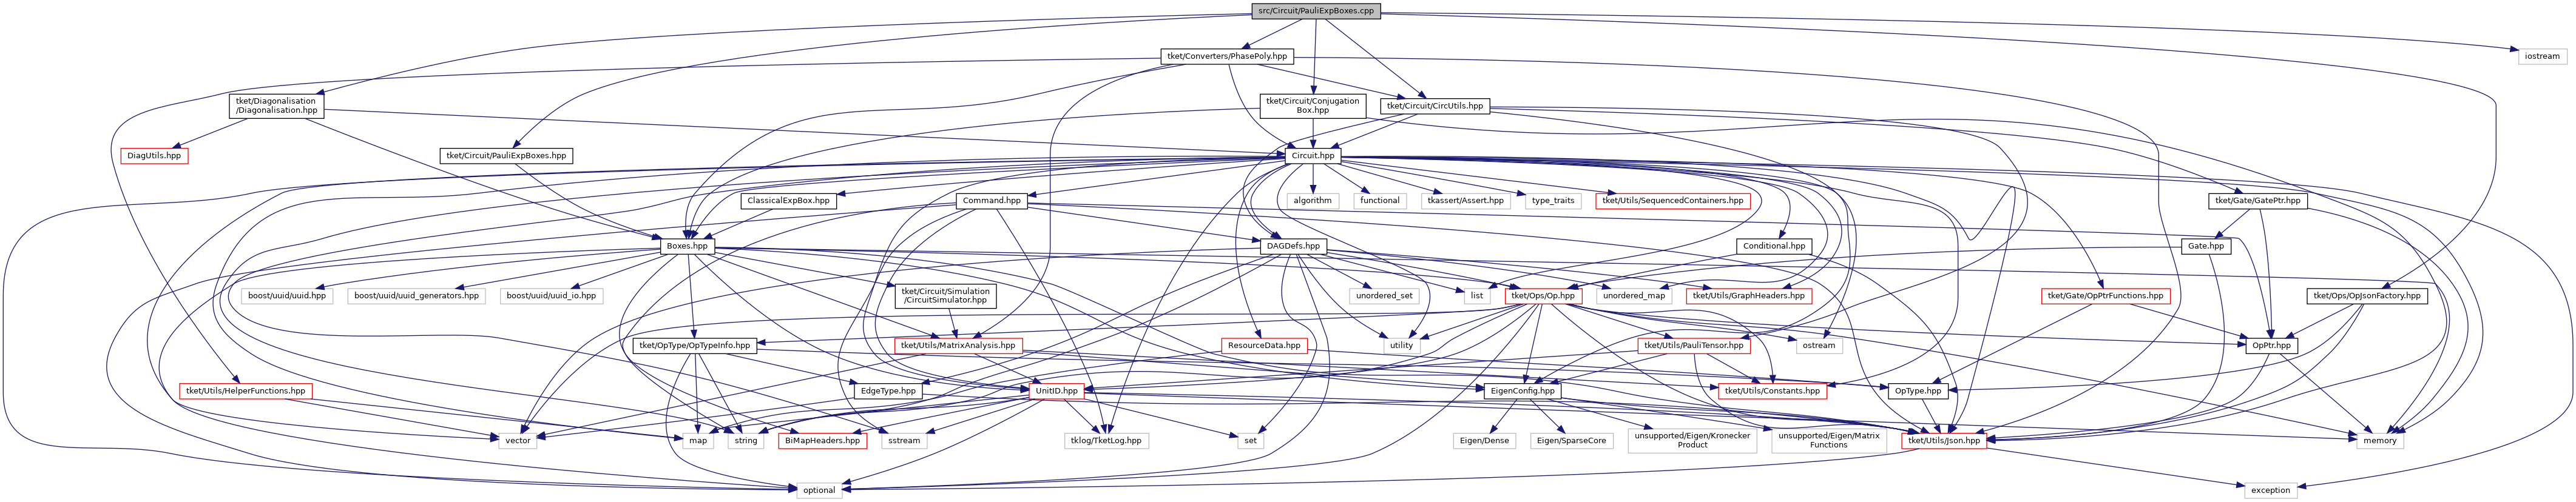 src/Circuit/PauliExpBoxes.cpp
tket/Converters/PhasePoly.hpp
iostream
tket/Diagonalisation
/Diagonalisation.hpp
tket/Circuit/Conjugation
Box.hpp
tket/Circuit/CircUtils.hpp
DiagUtils.hpp
tket/Circuit/PauliExpBoxes.hpp
Circuit.hpp
ClassicalExpBox.hpp
Command.hpp
algorithm
functional
tkassert/Assert.hpp
type_traits
tket/Utils/SequencedContainers.hpp
tket/Gate/GatePtr.hpp
Boxes.hpp
DAGDefs.hpp
Conditional.hpp
Gate.hpp
boost/uuid/uuid.hpp
boost/uuid/uuid_generators.hpp
boost/uuid/uuid_io.hpp
tket/Circuit/Simulation
/CircuitSimulator.hpp
unordered_set
list
tket/Ops/Op.hpp
unordered_map
tket/Utils/GraphHeaders.hpp
tket/Gate/OpPtrFunctions.hpp
tket/Ops/OpJsonFactory.hpp
tket/OpType/OpTypeInfo.hpp
tket/Utils/MatrixAnalysis.hpp
ResourceData.hpp
utility
tket/Utils/PauliTensor.hpp
ostream
OpPtr.hpp
tket/Utils/HelperFunctions.hpp
EdgeType.hpp
UnitID.hpp
EigenConfig.hpp
tket/Utils/Constants.hpp
OpType.hpp
vector
map
string
BiMapHeaders.hpp
sstream
tklog/TketLog.hpp
set
Eigen/Dense
Eigen/SparseCore
unsupported/Eigen/Kronecker
Product
unsupported/Eigen/Matrix
Functions
tket/Utils/Json.hpp
memory
optional
exception